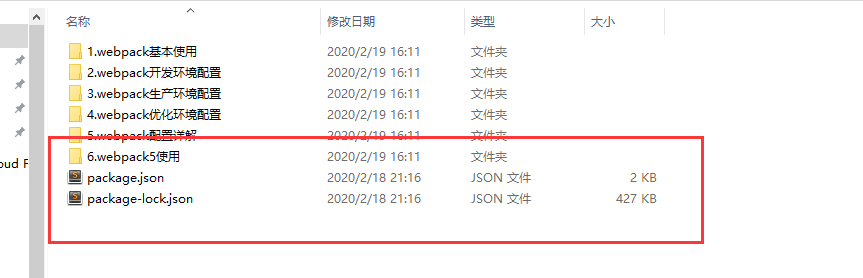 名称 修改日期 类型 大小
1.webpack基本使用 2020/2/19 16:11 文件夹
2.webpack开发环境配置 2020/2/19 16:11 文件夹
3.webpack生产环境配置 2020/2/19 16:11 文件夹
4.webpack优化环境配置 2020/2/19 16:11 文件夹
5.webpack配置详解 2020/2/19 16:11 文件夹
6.webpack5使用 2020/2/19 16:11 文件夹
oud F
package.json 2020/2/18 21:16 JSON 文件 2 KB
package-lock.json 2020/2/18 21:16 JSON 文件 427 KB